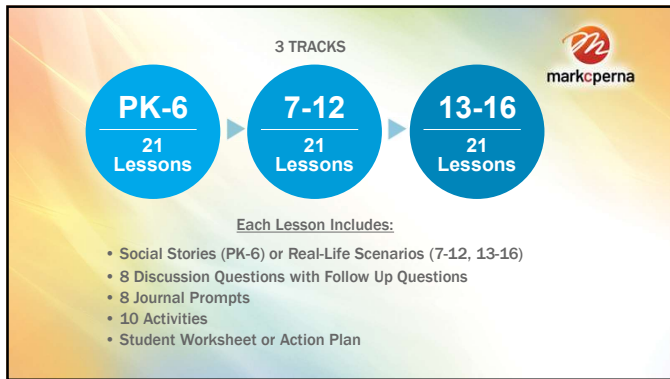 3 TRACKS
markcperna
PK-6
21
Lessons
7-12
21
Lessons
13-16
21
Lessons
Each Lesson Includes:
• Social Stories (PK-6) or Real-Life Scenarios (7-12, 13-16)
• 8 Discussion Questions with Follow Up Questions
• 8 Journal Prompts
• 10 Activities
• Student Worksheet or Action Plan